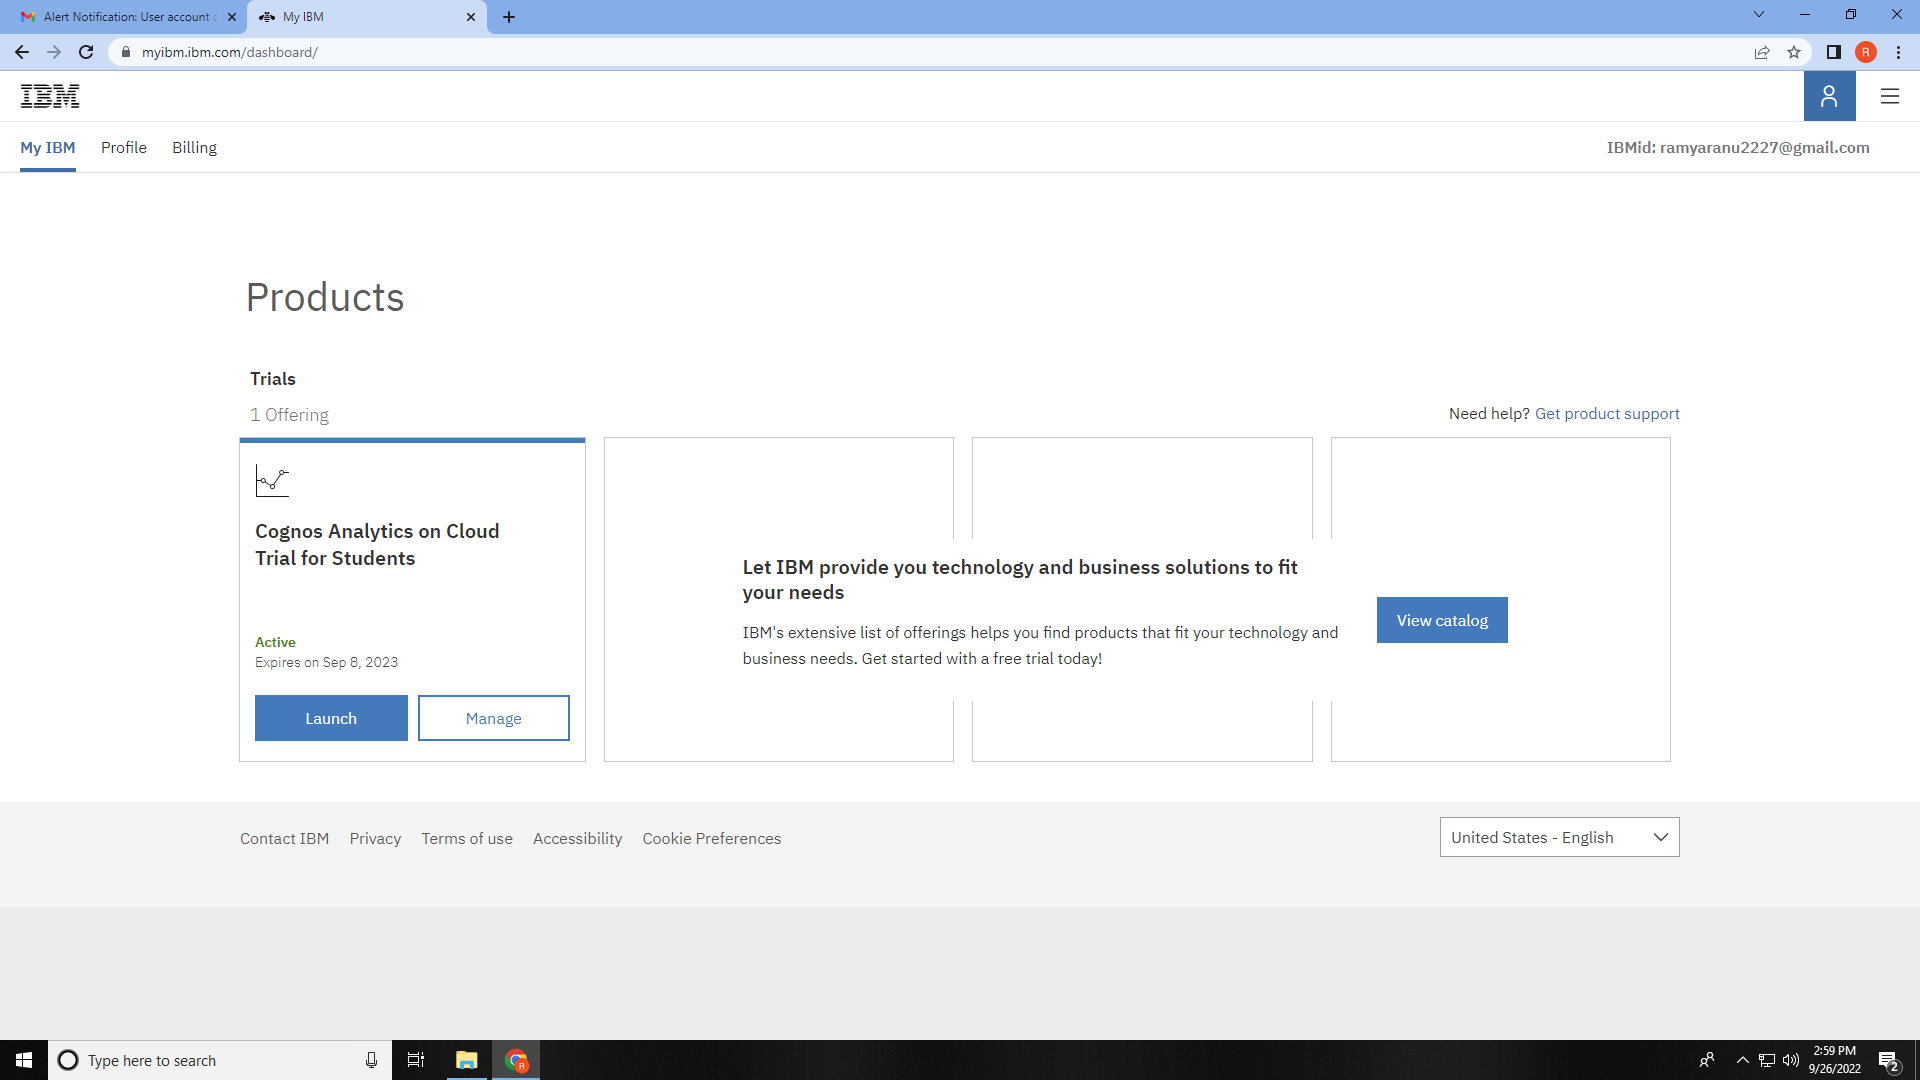 Alert Notification: User account c
My IBM
myibm.ibm.com/dashboard/
R
IBM
My IBM Profile Billing IBMid: ramyaranu2227@gmail.com
Products
Trials
1 Offering
Need help? Get product support
Cognos Analytics on Cloud
Trial for Students
Active
Expires on Sep 8, 2023
Launch Manage
Let IBM provide you technology and business solutions to fit
your needs
IBM's extensive list of offerings helps you find products that fit your technology and
business needs. Get started with a free trial today!
View catalog
Contact IBM Privacy Terms of use Accessibility Cookie Preferences
United States - English
Type here to search
R
2:59 PM
9/26/2022
2